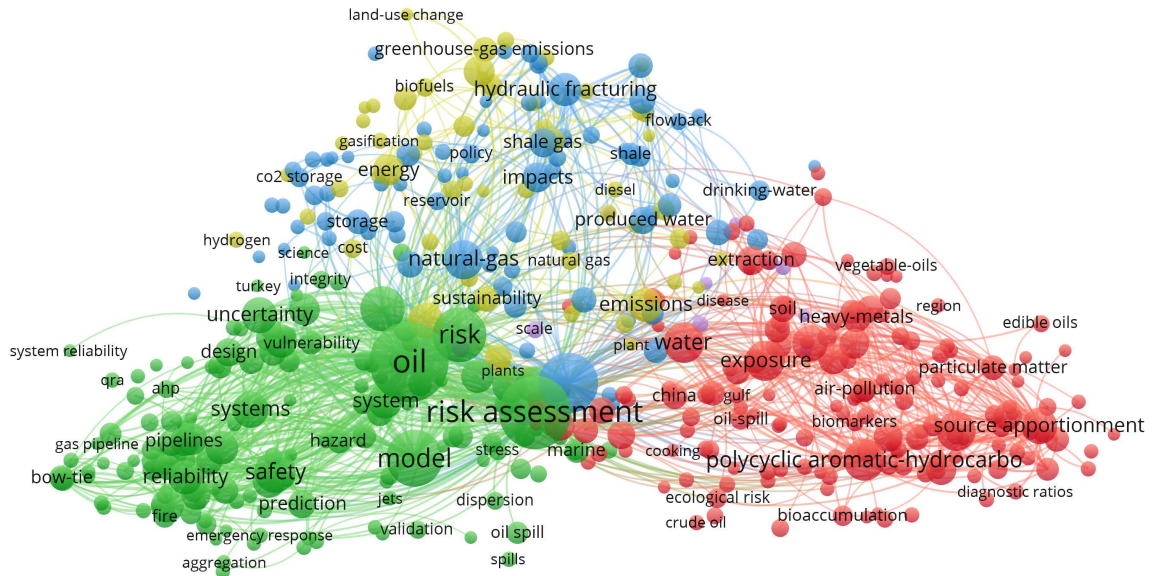 land-use change
greenhouse-gas emissions
biofuels
hydraulic fracturing
flowback
gasification
shale gas
policy
shale
energy
co2 storage
impacts
diesel
drinking-water
reservoir
storage
produced water
hydrogen
science
cost
natural-gas
natural gas
extraction
vegetable-oils
integrity
turkey
sustainability
emissions
disease
region
soil
heavy-metals
uncertainty
edible oils
scale
risk
vulnerability
plant
water
system reliability
design
oil
exposure
particulate matter
plants
qra
ahp
air-pollution
china
gulf
system
systems
risk assessment
oil-spill
biomarkers
source apportionment
gas pipeline
pipelines
hazard
stress
marine
cooking
model
polycyclic aromatic-hydrocarbo
bow-tie
reliability
safety
diagnostic ratios
jets
dispersion
ecological risk
prediction
fire
crude oil
bioaccumulation
validation
oil spill
emergency response
spills
aggregation